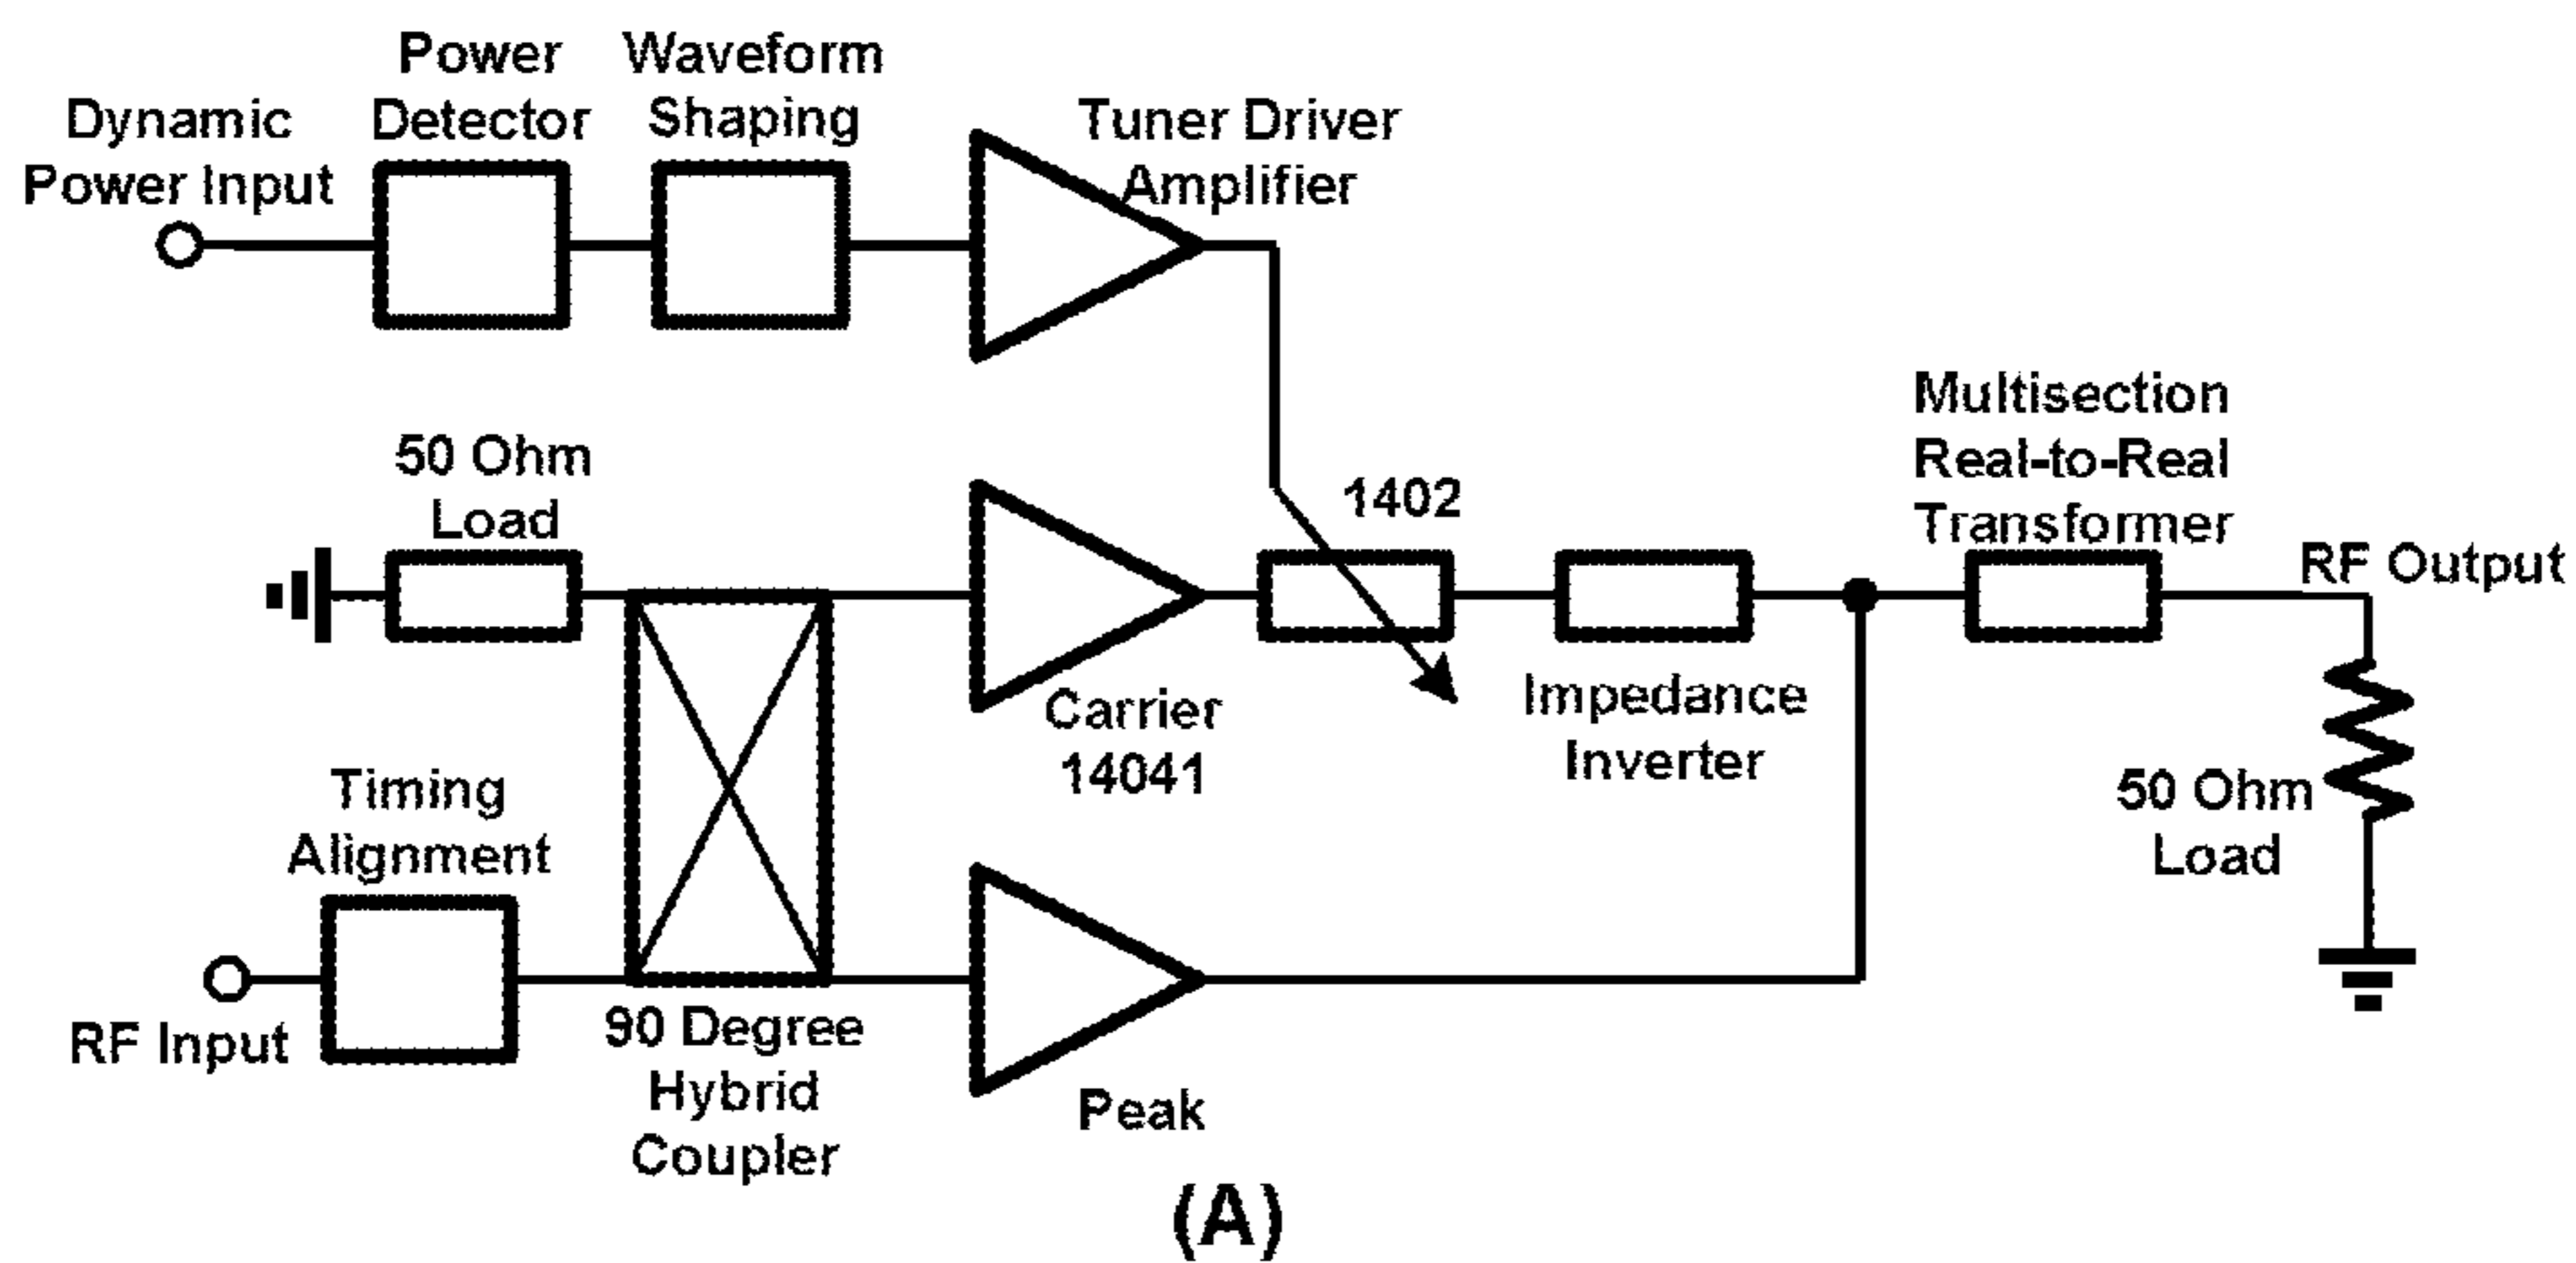 Dynamic
Power Input
Power
Detector
Waveform
Shaping
Tuner Driver
Amplifier
50 Ohm
Load
1402
Multisection
Real-to-Real
Transformer
RF Output
Carrier
14041
Impedance
Inverter
Timing
Alignment
50 Ohm
Load
RF Input
90 Degree
Hybrid
Coupler
Peak
(A)